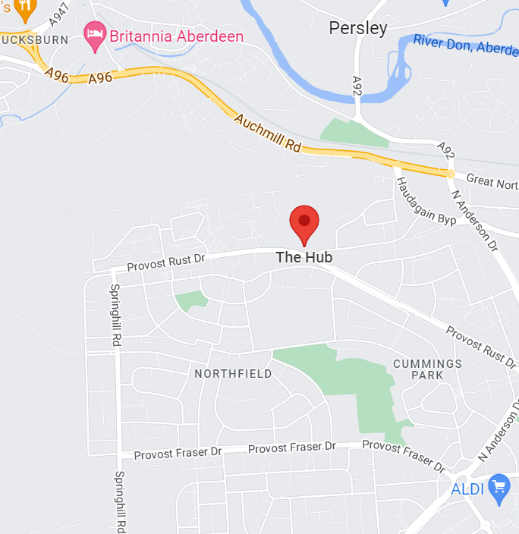 's
A947
UCKSBURN
Britannia Aberdeen
Persley
River Don, Aberde
A96
A96
A92
Auchmill Rd
A92
Great Nort
Haudagain Byp
N Anderson Dr
The Hub
Provost Rust Dr
Springhill Rd
Provost Rust Dr
NORTHFIELD
CUMMINGS
PARK
N Anderson Dr
Provost Fraser Dr
Provost Fraser Dr
Provost Fraser Dr
Springhill Rd
ALDI